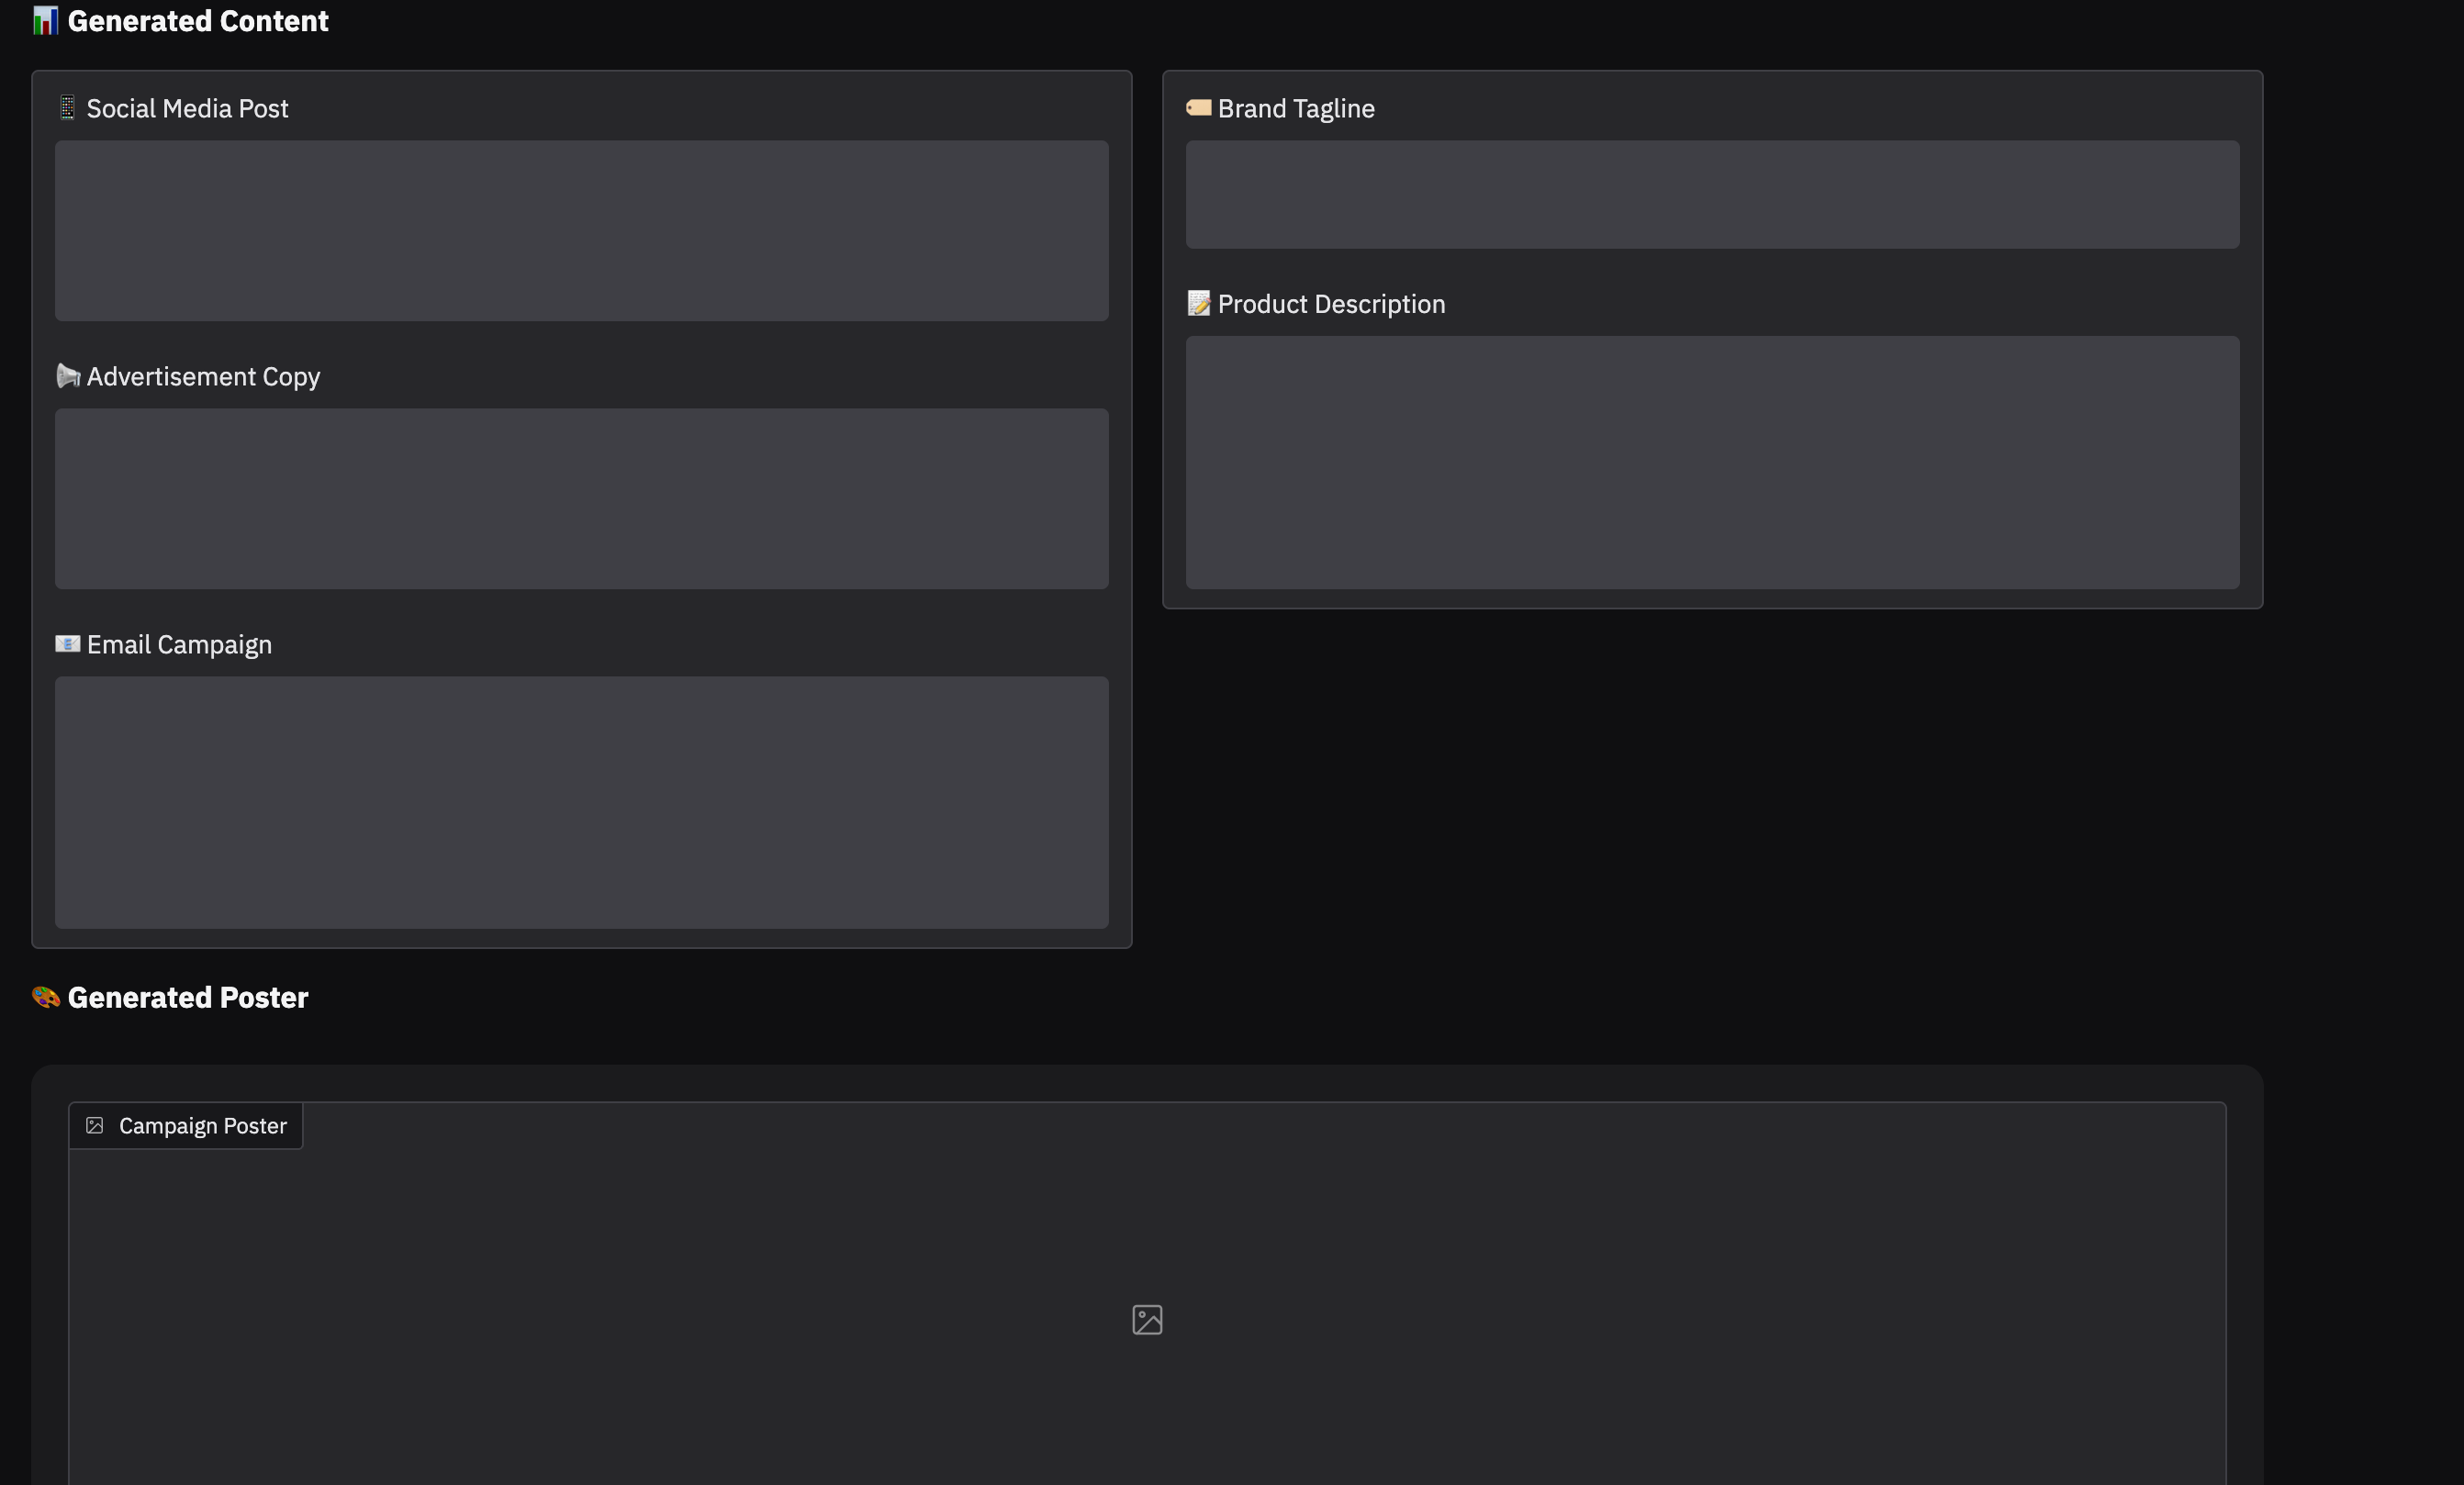 📊 Generated Content
📱 Social Media Post
📢 Advertisement Copy
📧 Email Campaign
🏷️ Brand Tagline
📝 Product Description
🎨 Generated Poster
Campaign Poster